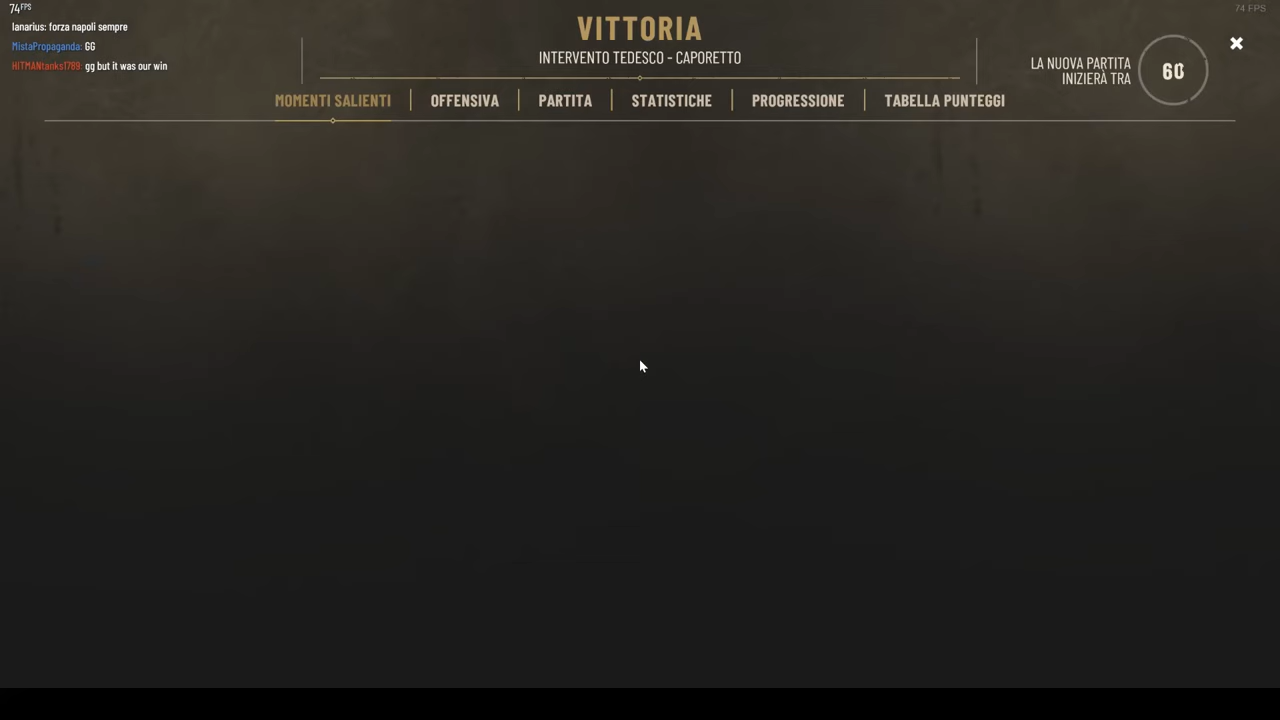 74FPS
74 FPS
lanarius: forza napoli sempre
MistaPropaganda: GG
HITMANtanks1789: gg but it was our win
VITTORIA
INTERVENTO TEDESCO - CAPORETTO
LA NUOVA PARTITA
INIZIERÀ TRA
60
MOMENTI SALIENTI
OFFENSIVA
PARTITA
STATISTICHE
PROGRESSIONE
TABELLA PUNTEGGI